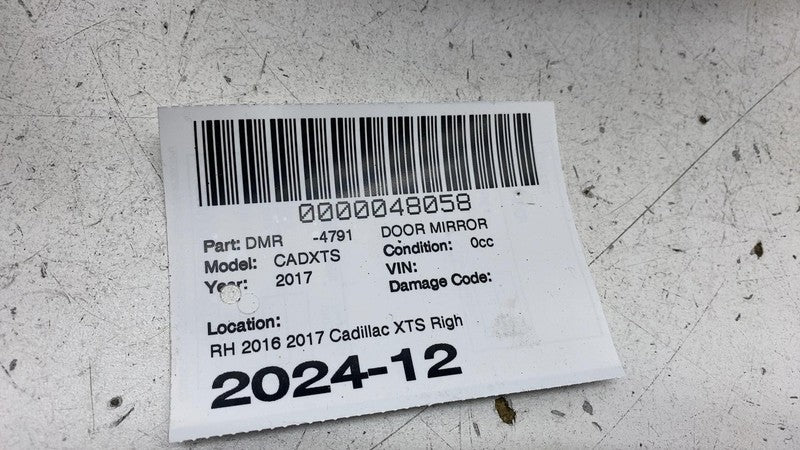 0000048058
Part: DMR -4791 DOOR MIRROR
Model: CADXTS Condition: 0cc
Year: 2017 VIN:
Damage Code:
Location:
RH 2016 2017 Cadillac XTS Righ
2024-12